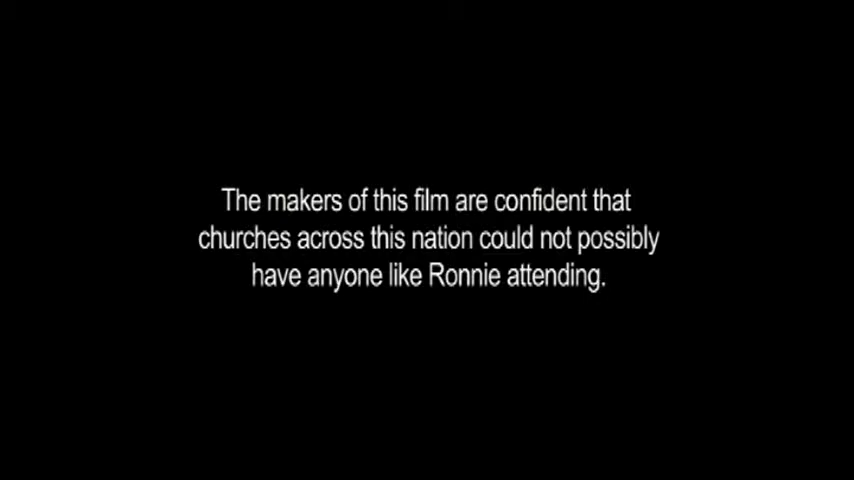 The makers of this film are confident that
churches across this nation could not possibly
have anyone like Ronnie attending.